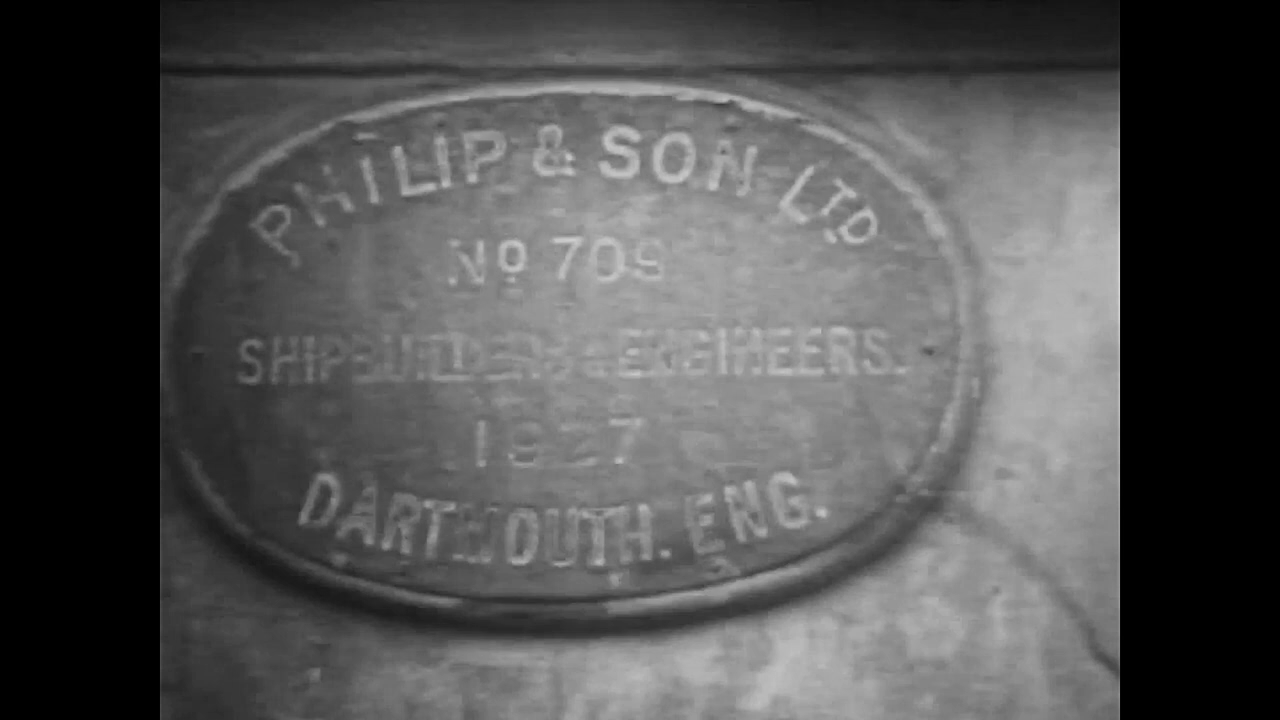 PHILIP & SON LTD
Nº 709
SHIPBUILDERS & ENGINEERS.
1927
DARTMOUTH. ENG.